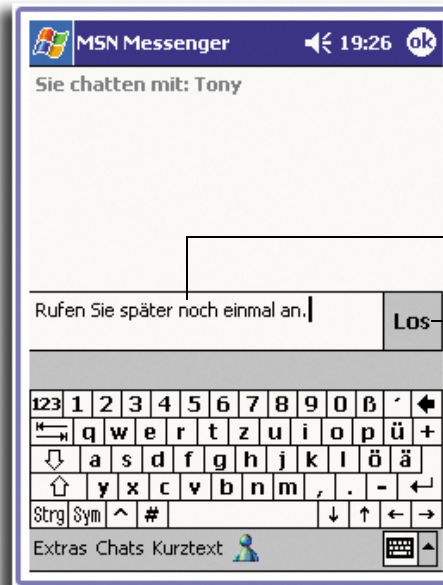 MSN Messenger 19:26 ok
Sie chatten mit: Tony
Rufen Sie später noch einmal an.
Los
123 1 2 3 4 5 6 7 8 9 0 ß ´
q w e r t z u i o p ü +
a s d f g h j k l ö ä
y x c v b n m , . -
Strg Sym ^ #
Extras Chats Kurztext